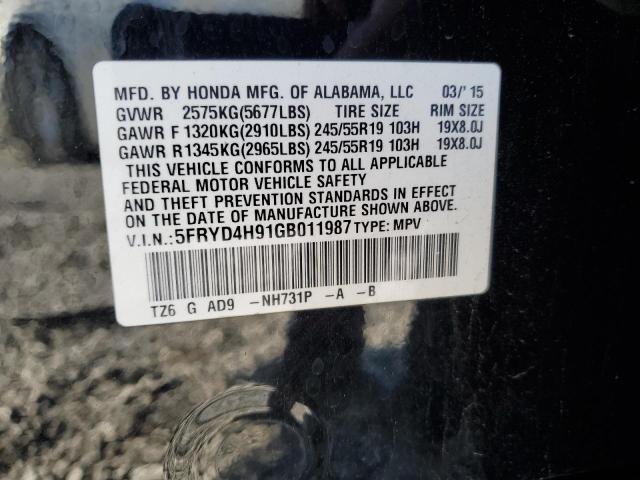 MFD. BY HONDA MFG. OF ALABAMA, LLC 03/'15
GVWR 2575KG(5677LBS) TIRE SIZE RIM SIZE
GAWR F 1320KG(2910LBS) 245/55R19 103H 19X8.0J
GAWR R1345KG(2965LBS) 245/55R19 103H 19X8.0J
THIS VEHICLE CONFORMS TO ALL APPLICABLE
FEDERAL MOTOR VEHICLE SAFETY
AND THEFT PREVENTION STANDARDS IN EFFECT
ON THE DATE OF MANUFACTURE SHOWN ABOVE.
V.I.N.:5FRYD4H91GB011987 TYPE: MPV
TZ6 G AD9 -NH731P -A -B